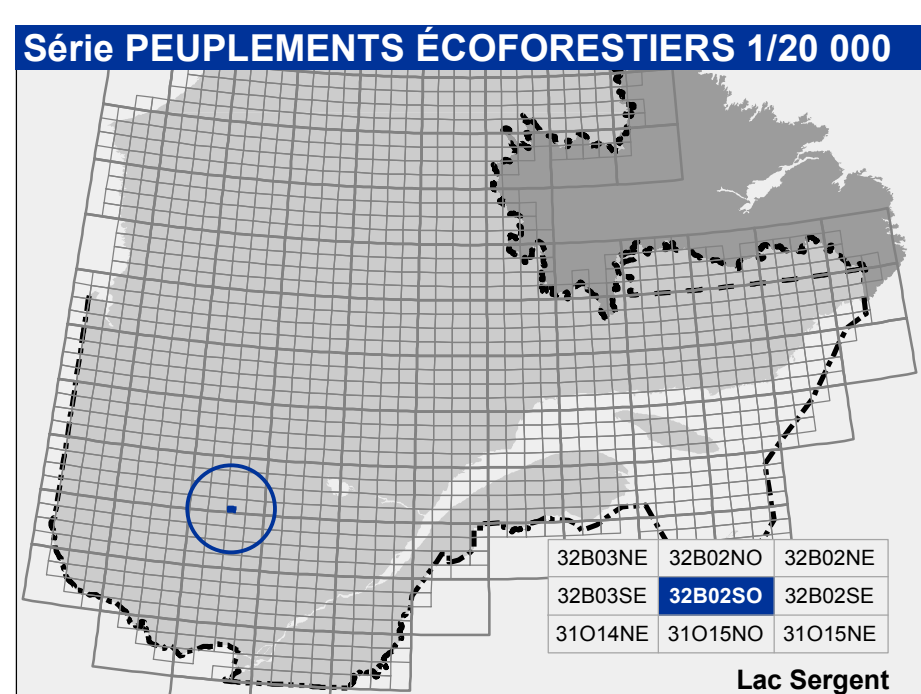 Série PEUPLEMENTS ÉCOFORESTIERS 1/20 000
32B03NE 32B02NO 32B02NE
32B03SE 32B02SO 32B02SE
31O14NE 31O15NO 31O15NE
Lac Sergent